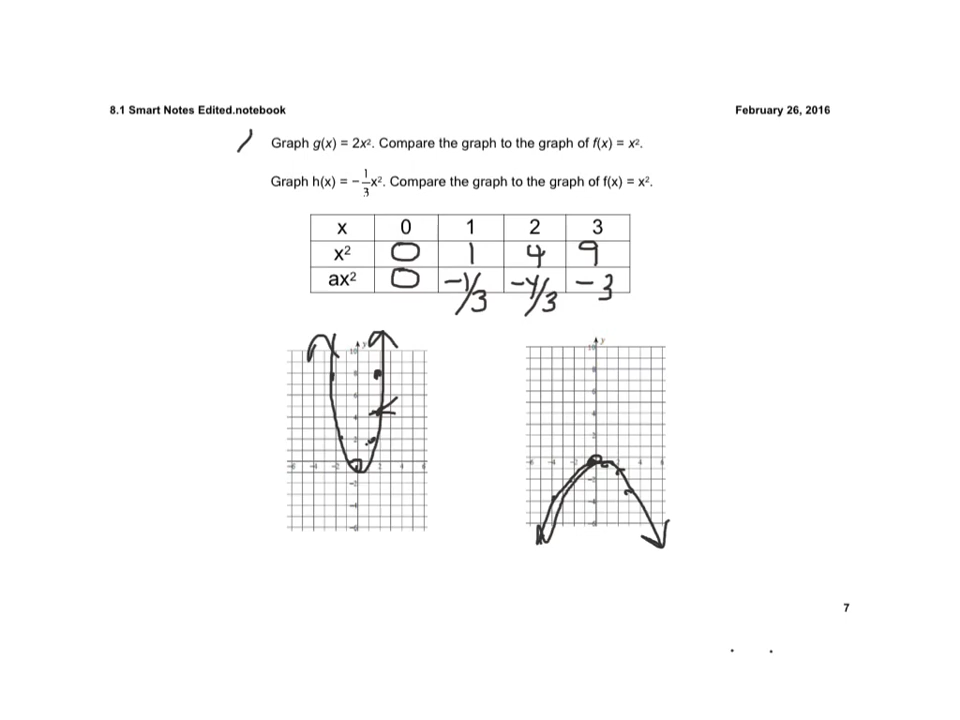 8.1 Smart Notes Edited.notebook February 26, 2016
Graph g(x) = 2x². Compare the graph to the graph of f(x) = x².
Graph h(x) = -1/3x². Compare the graph to the graph of f(x) = x².
x 0 1 2 3
x² 0 1 4 9
ax² 0 -1/3 -4/3 -3
7